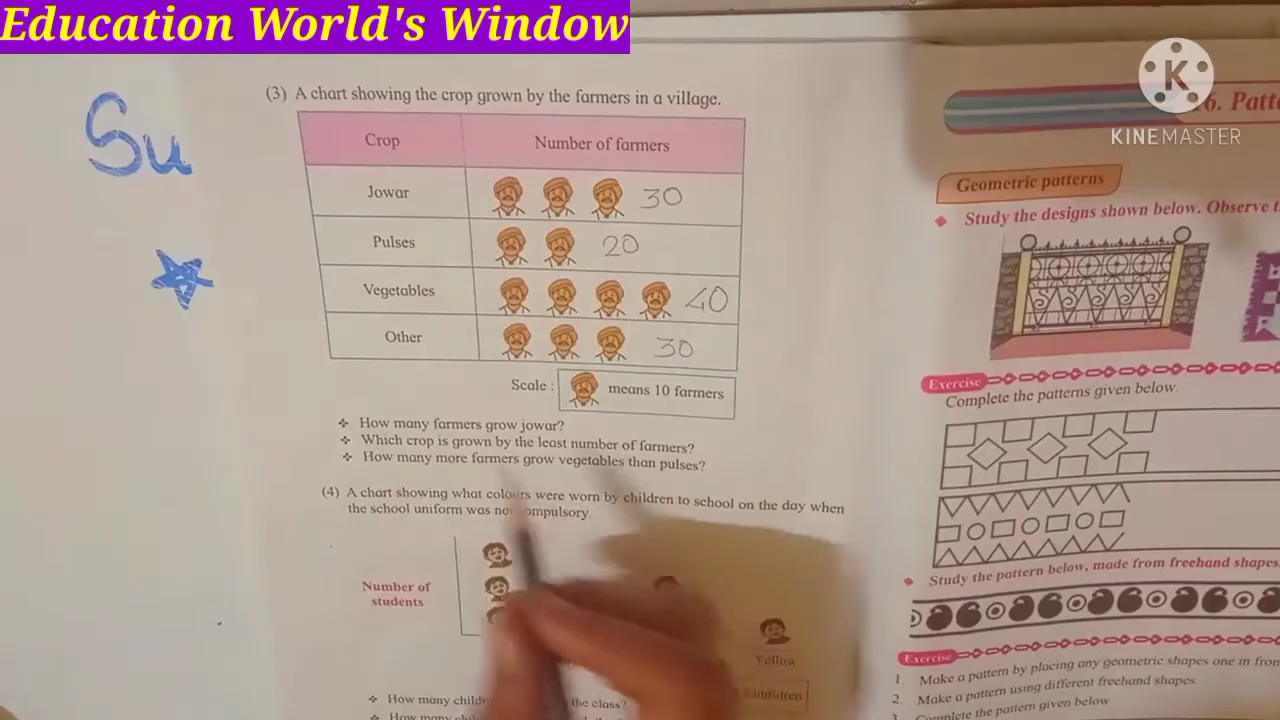 Education World's Window
Su
(3) A chart showing the crop grown by the farmers in a village.
Crop Number of farmers
Jowar 30
Pulses 20
Vegetables 40
Other 30
Scale : means 10 farmers
❖ How many farmers grow jowar?
❖ Which crop is grown by the least number of farmers?
❖ How many more farmers grow vegetables than pulses?
(4) A chart showing what colours were worn by children to school on the day when
the school uniform was not compulsory.
Number of
students
Yellow
❖ How many the class?
❖ How many
K
KINEMASTER
Geometric patterns
◆ Study the designs shown below. Observe
Exercise
Complete the patterns given below.
◆ Study the pattern below, made from freehand shapes
Exercise
1. Make a pattern by placing any geometric shapes one in
2. Make a pattern using different freehand shapes
3. Complete the pattern given below